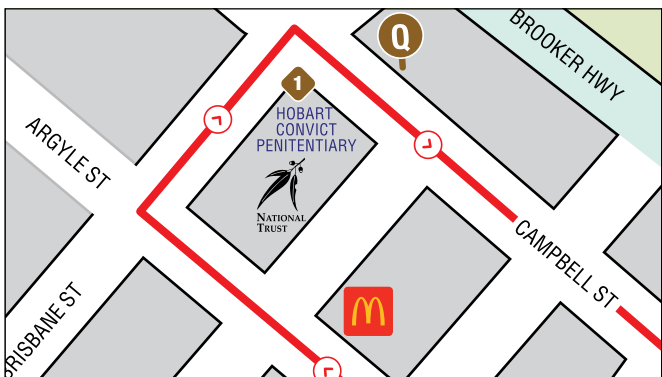 BROOKER HWY
Q
1
HOBART
CONVICT
PENITENTIARY
ARGYLE ST
NATIONAL
TRUST
CAMPBELL ST
BRISBANE ST